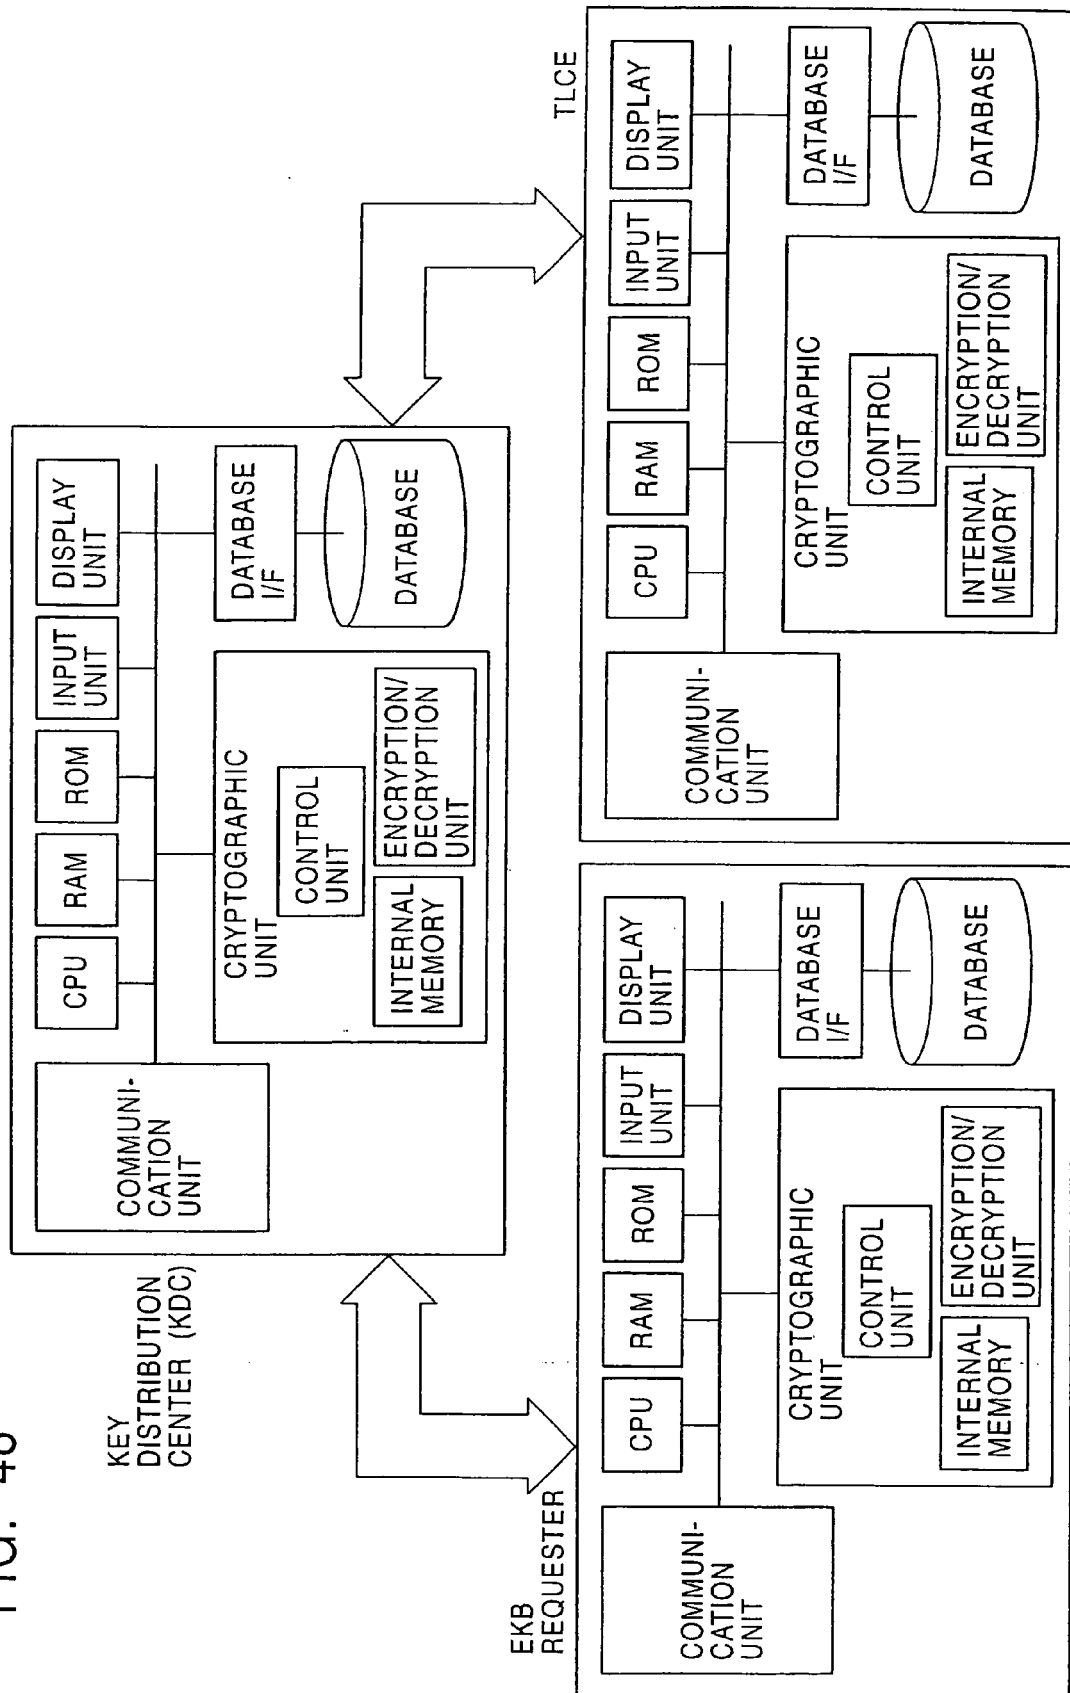 FIG. 48
KEY
DISTRIBUTION
CENTER (KDC)
COMMUNI-
CATION
UNIT
CPU
RAM
ROM
INPUT
UNIT
DISPLAY
UNIT
CRYPTOGRAPHIC
UNIT
CONTROL
UNIT
INTERNAL
MEMORY
ENCRYPTION/
DECRYPTION
UNIT
DATABASE
I/F
DATABASE
EKB
REQUESTER
COMMUNI-
CATION
UNIT
CPU
RAM
ROM
INPUT
UNIT
DISPLAY
UNIT
CRYPTOGRAPHIC
UNIT
CONTROL
UNIT
INTERNAL
MEMORY
ENCRYPTION/
DECRYPTION
UNIT
DATABASE
I/F
DATABASE
TLCE
COMMUNI-
CATION
UNIT
CPU
RAM
ROM
INPUT
UNIT
DISPLAY
UNIT
CRYPTOGRAPHIC
UNIT
CONTROL
UNIT
INTERNAL
MEMORY
ENCRYPTION/
DECRYPTION
UNIT
DATABASE
I/F
DATABASE